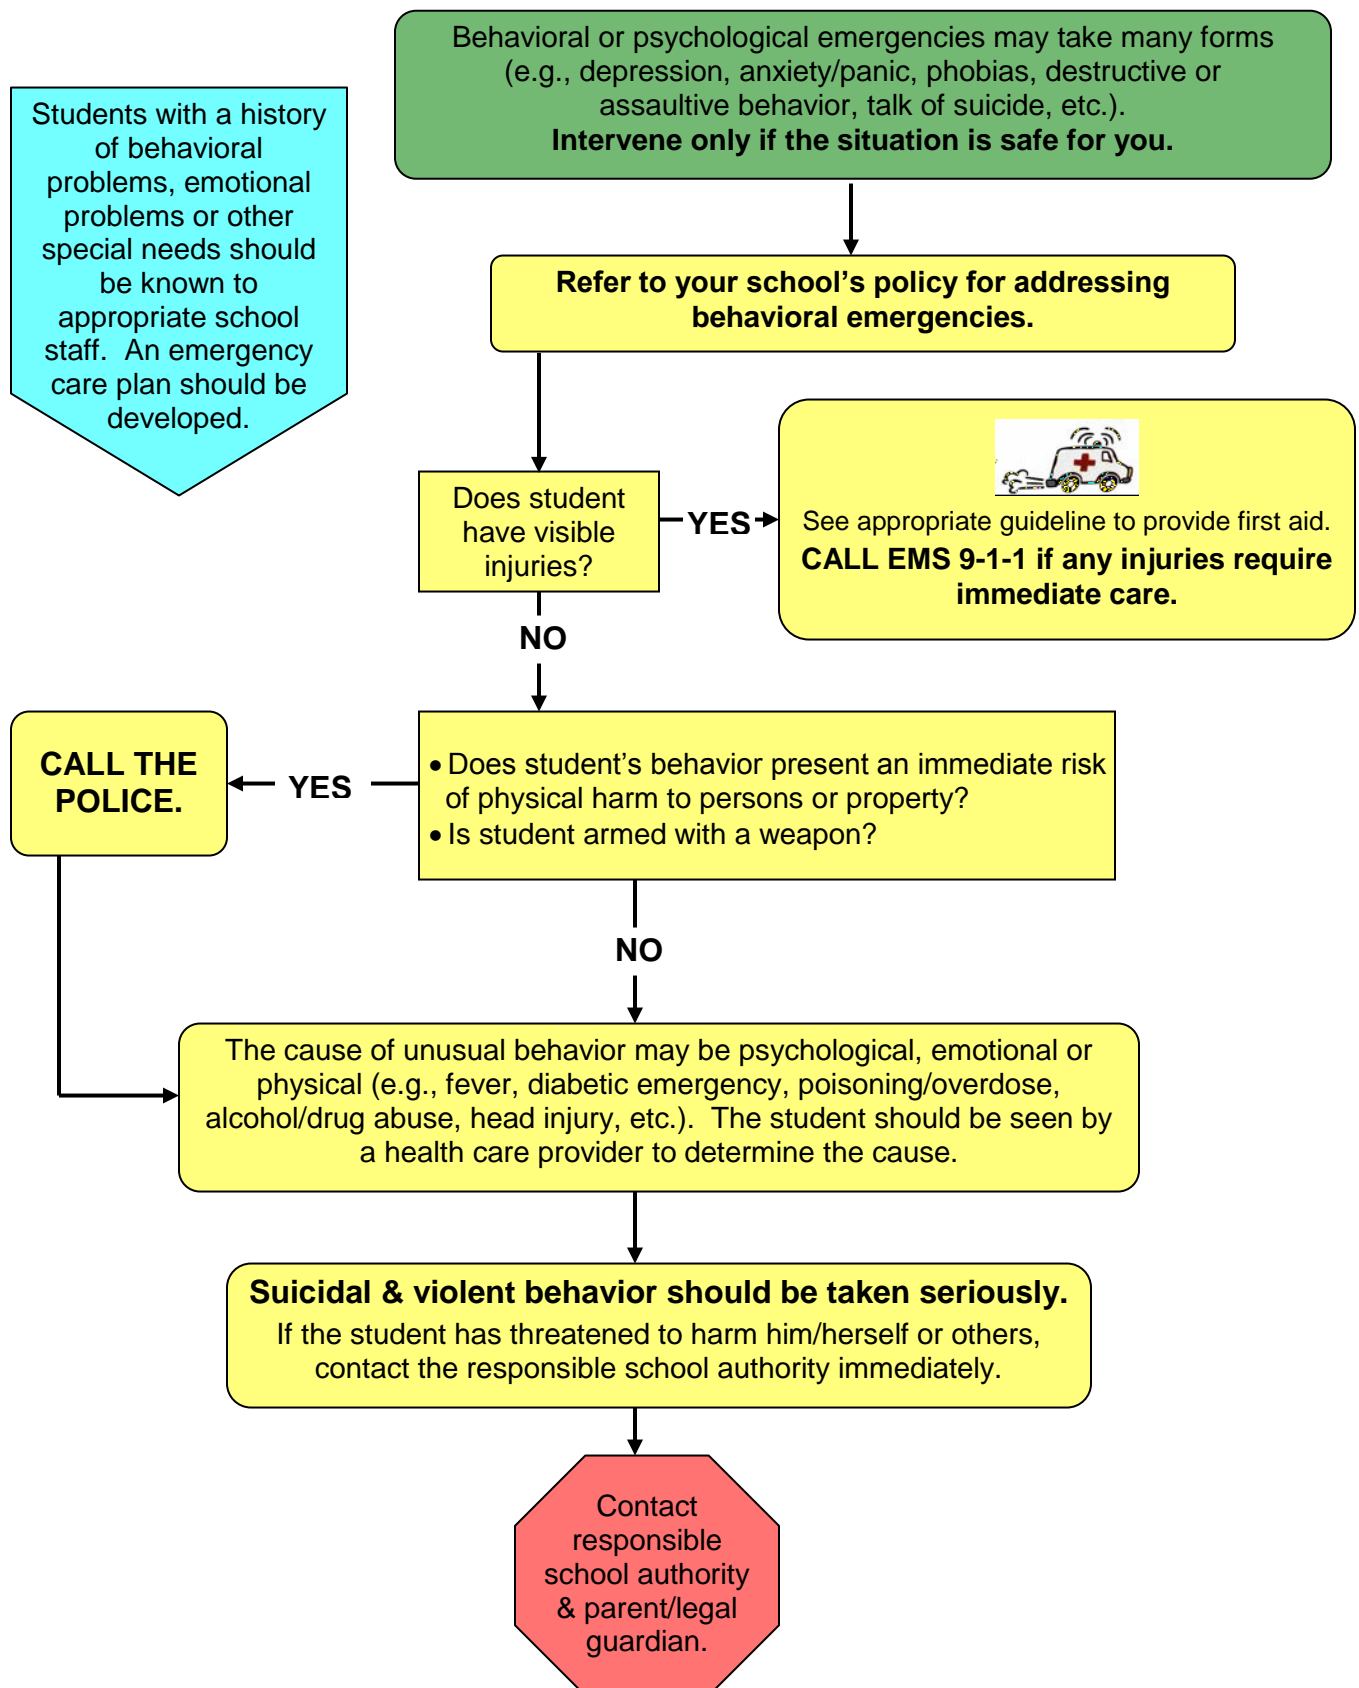 Behavioral or psychological emergencies may take many forms
(e.g., depression, anxiety/panic, phobias, destructive or
assaultive behavior, talk of suicide, etc.).
Intervene only if the situation is safe for you.
Students with a history
of behavioral
problems, emotional
problems or other
special needs should
be known to
appropriate school
staff.  An emergency
care plan should be
developed.
Refer to your school’s policy for addressing
behavioral emergencies.
Does student
have visible
injuries?
YES
See appropriate guideline to provide first aid.
CALL EMS 9-1-1 if any injuries require
immediate care.
NO
CALL THE
POLICE.
YES
• Does student’s behavior present an immediate risk
of physical harm to persons or property?
• Is student armed with a weapon?
NO
The cause of unusual behavior may be psychological, emotional or
physical (e.g., fever, diabetic emergency, poisoning/overdose,
alcohol/drug abuse, head injury, etc.).  The student should be seen by
a health care provider to determine the cause.
Suicidal & violent behavior should be taken seriously.
If the student has threatened to harm him/herself or others,
contact the responsible school authority immediately.
Contact
responsible
school authority
& parent/legal
guardian.